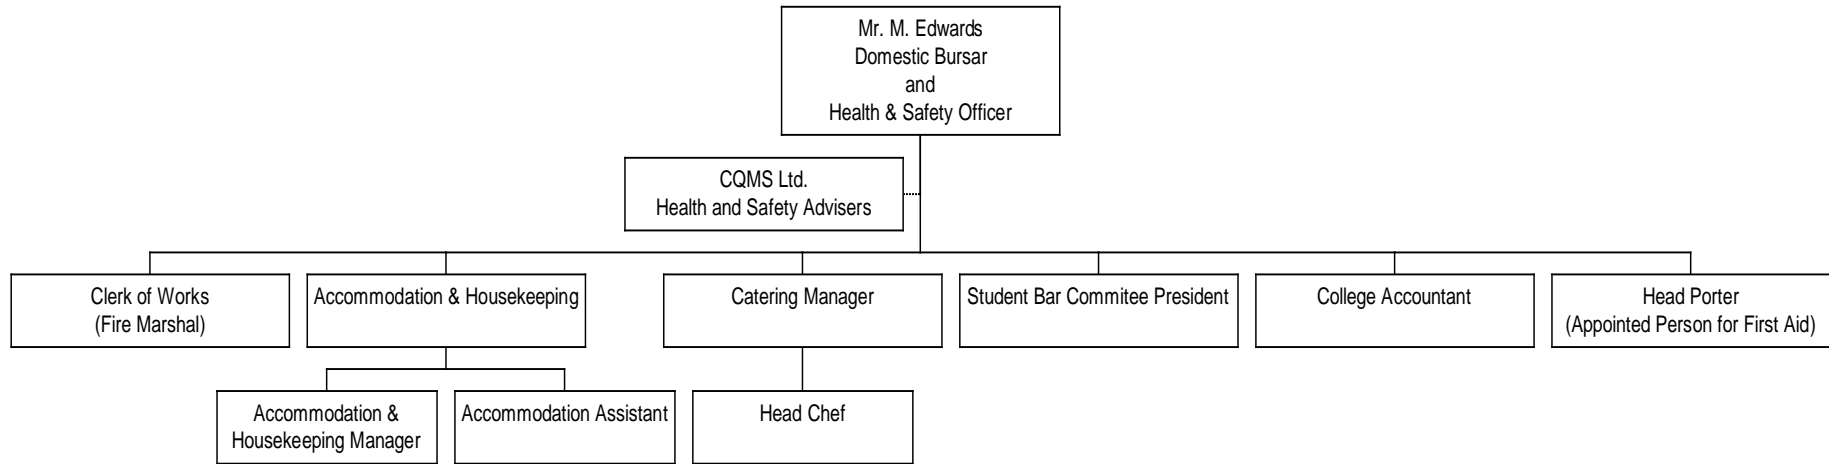 Mr. M. Edwards
Domestic Bursar
and
Health & Safety Officer
CQMS Ltd.
Health and Safety Advisers
Clerk of Works
(Fire Marshal)
Accommodation & Housekeeping
Catering Manager
Student Bar Commitee President
College Accountant
Head Porter
(Appointed Person for First Aid)
Accommodation &
Housekeeping Manager
Accommodation Assistant
Head Chef